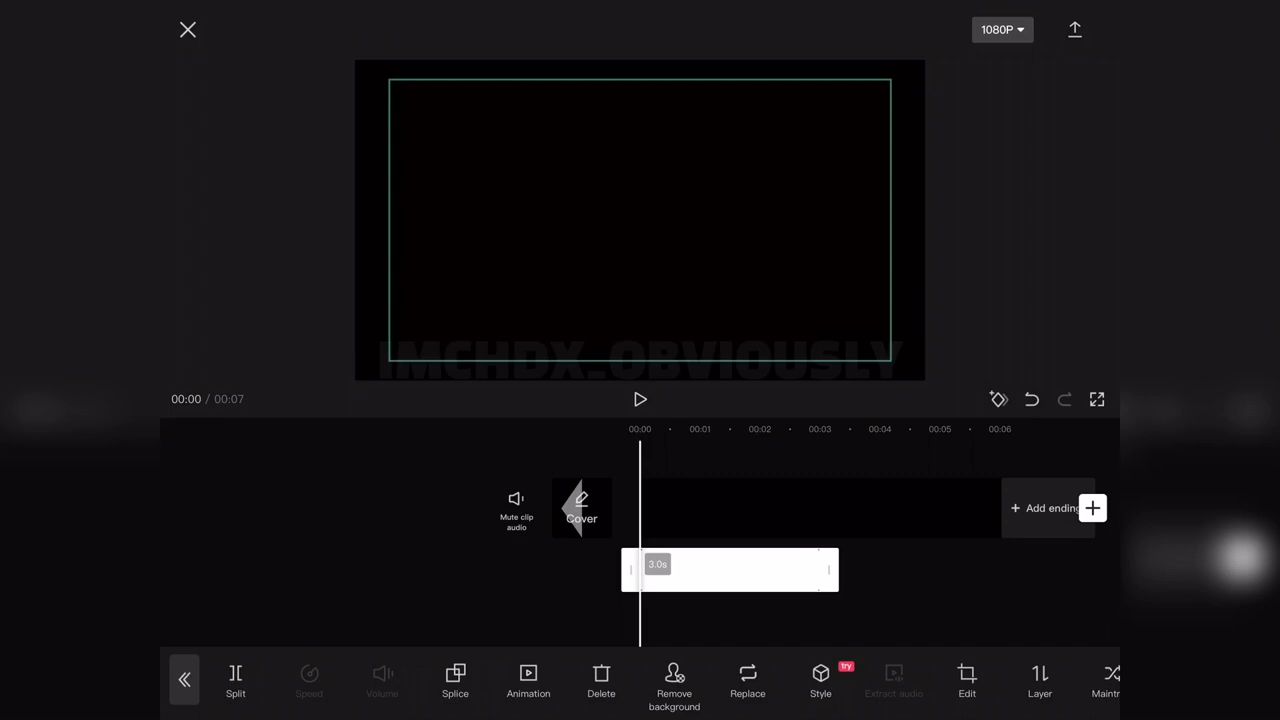 1080P
IMCHDX_OBVIOUSLY
00:00 / 00:07
00:00
00:01
00:02
00:03
00:04
00:05
00:06
Mute clip
audio
Cover
+ Add ending
3.0s
Split
Speed
Volume
Splice
Animation
Delete
Remove
background
Replace
Style
try
Extract audio
Edit
Layer
Maintr